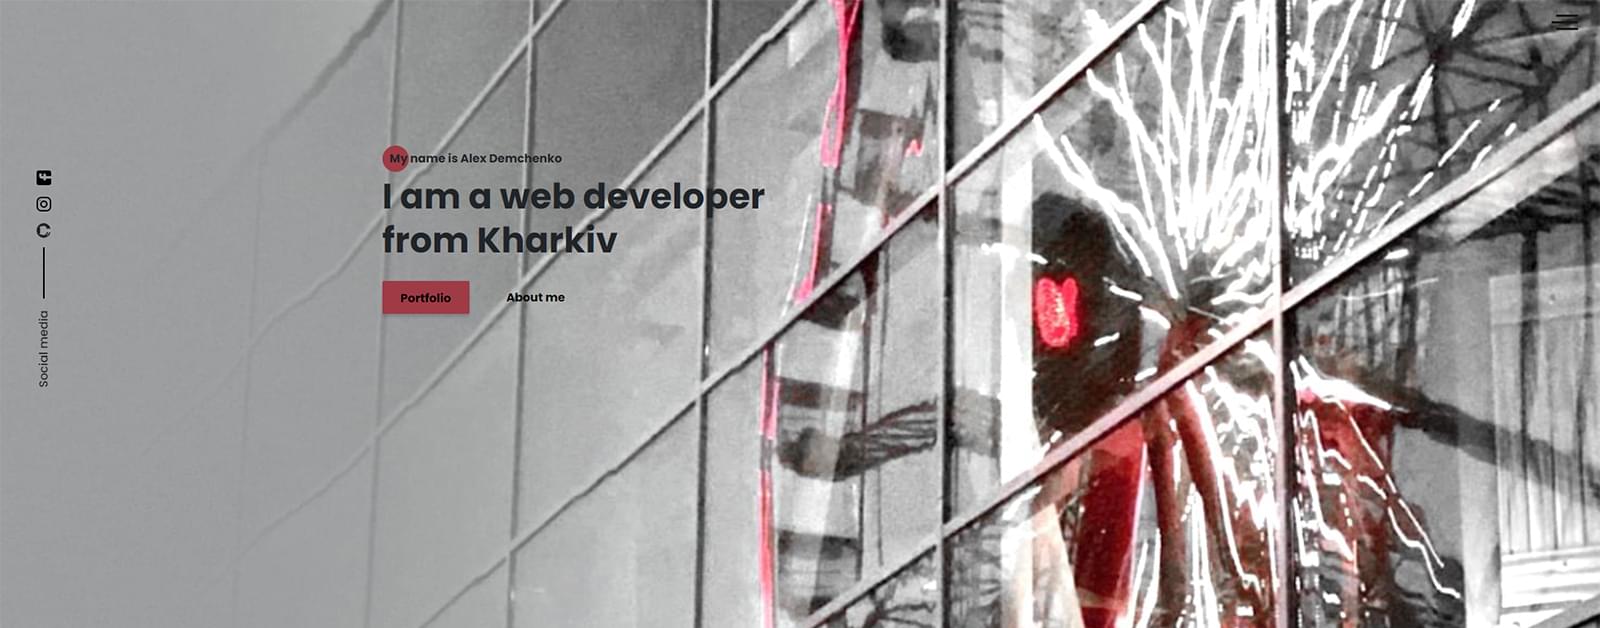 My name is Alex Demchenko
I am a web developer
from Kharkiv
Portfolio
About me
Social media